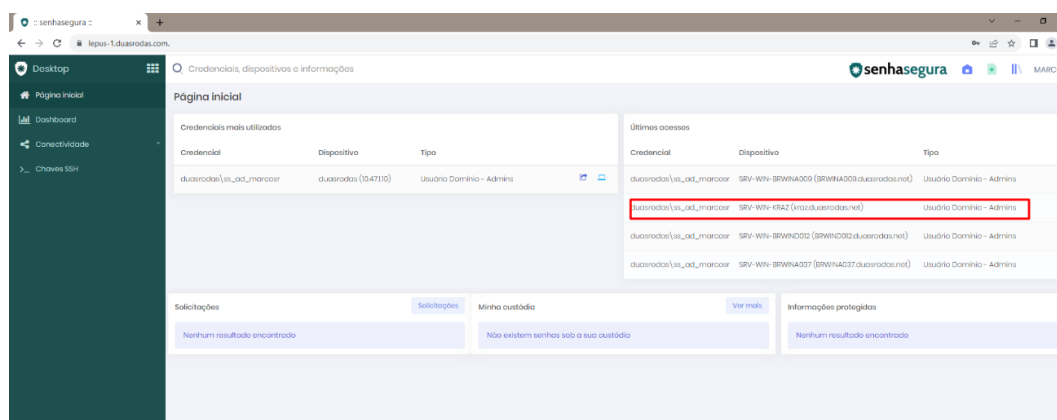 :: senhasegura ::
lepus-1.duasrodas.com.
Desktop
Credenciais, dispositivos e informações
senhasegura
MARC
Página inicial
Dashboard
Conectividade
Chaves SSH
Página inicial
Credenciais mais utilizadas
Credencial Dispositivo Tipo
duasrodas\ss_ad_marcosr duasrodas (10.47.1.10) Usuário Domínio - Admins
Últimos acessos
Credencial Dispositivo Tipo
duasrodas\ss_ad_marcosr SRV-WIN-BRWINA009 (BRWINA009.duasrodas.net) Usuário Domínio - Admins
duasrodas\ss_ad_marcosr SRV-WIN-KRAZ (kraz.duasrodas.net) Usuário Domínio - Admins
duasrodas\ss_ad_marcosr SRV-WIN-BRWIND012 (BRWIND012.duasrodas.net) Usuário Domínio - Admins
duasrodas\ss_ad_marcosr SRV-WIN-BRWINA037 (BRWINA037.duasrodas.net) Usuário Domínio - Admins
Solicitações Solicitações
Nenhum resultado encontrado
Minha custódia Ver mais
Não existem senhas sob a sua custódia
Informações protegidas
Nenhum resultado encontrado